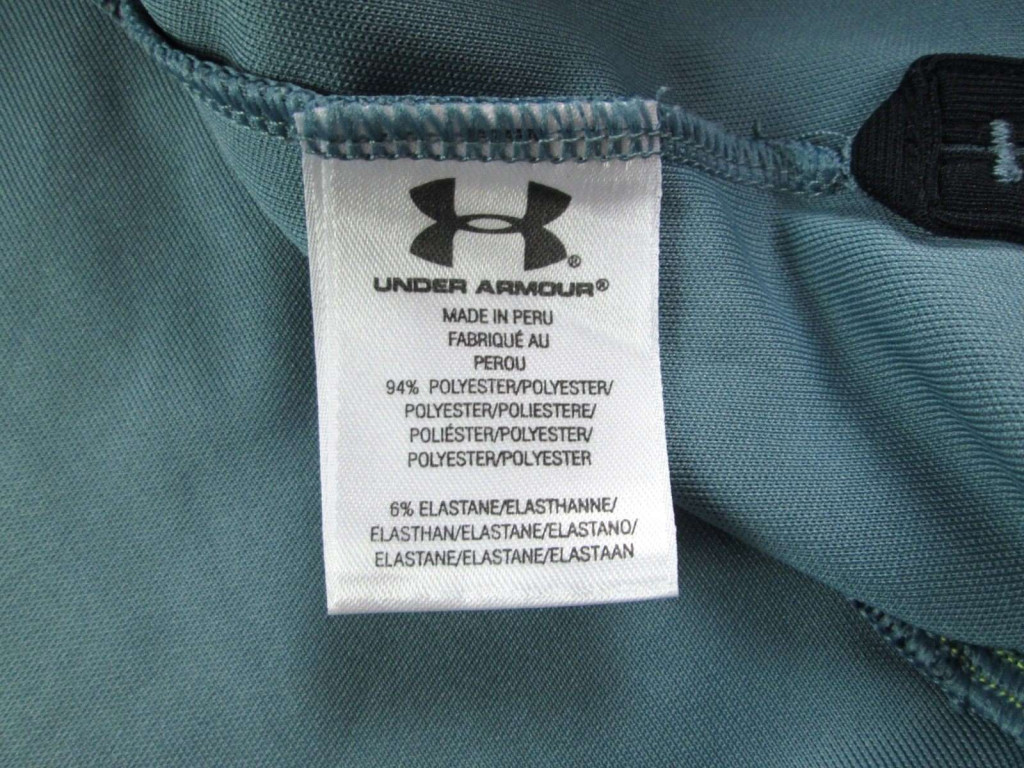 UNDER ARMOUR®
MADE IN PERU
FABRIQUÉ AU
PEROU
94% POLYESTER/POLYESTER/
POLYESTER/POLIESTERE/
POLIÉSTER/POLYESTER/
POLYESTER/POLYESTER
6% ELASTANE/ELASTHANNE/
ELASTHAN/ELASTANE/ELASTANO/
ELASTANE/ELASTANE/ELASTAAN